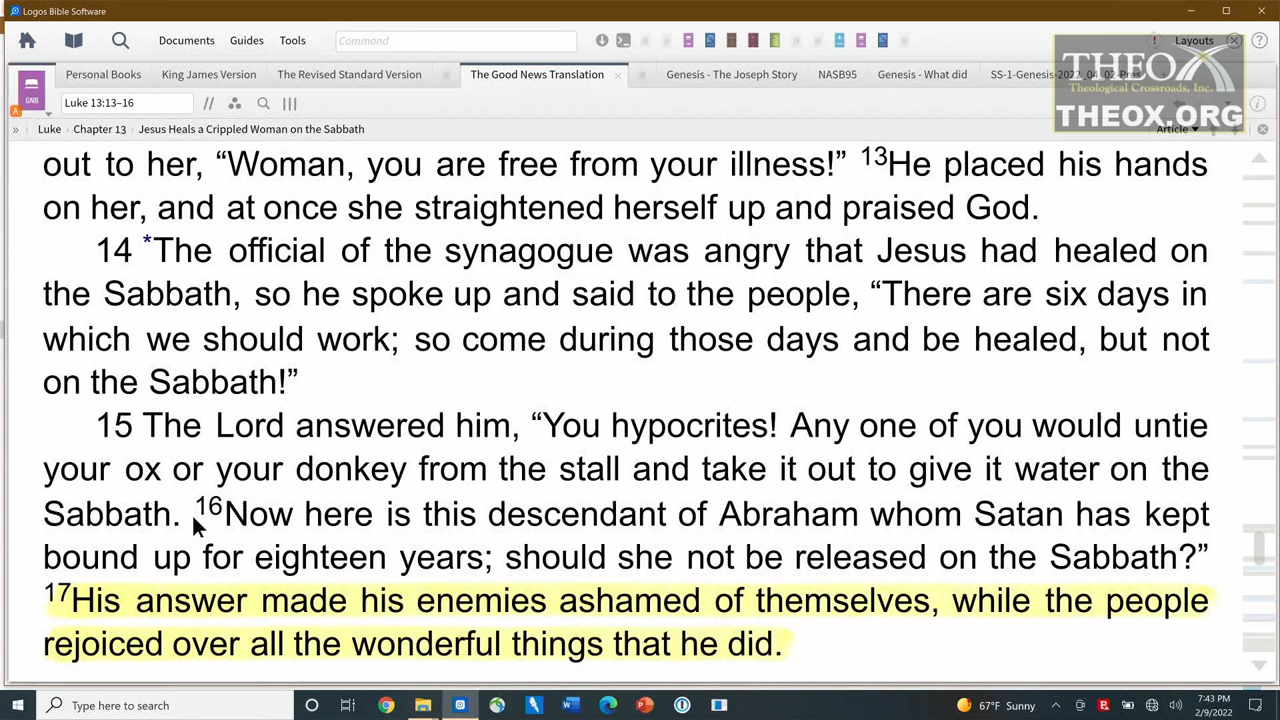 Logos Bible Software
Documents Guides Tools Command Layouts
THEOX
Theological Crossroads, Inc.
THEOX.ORG
Personal Books King James Version The Revised Standard Version The Good News Translation Genesis - The Joseph Story NASB95 Genesis - What did SS-1-Genesis-2022_04_02-Pres
GNB
A
Luke 13:13–16
» Luke Chapter 13 Jesus Heals a Crippled Woman on the Sabbath Article
out to her, “Woman, you are free from your illness!” 13He placed his hands
on her, and at once she straightened herself up and praised God.
14 *The official of the synagogue was angry that Jesus had healed on
the Sabbath, so he spoke up and said to the people, “There are six days in
which we should work; so come during those days and be healed, but not
on the Sabbath!”
15 The Lord answered him, “You hypocrites! Any one of you would untie
your ox or your donkey from the stall and take it out to give it water on the
Sabbath. 16Now here is this descendant of Abraham whom Satan has kept
bound up for eighteen years; should she not be released on the Sabbath?”
17His answer made his enemies ashamed of themselves, while the people
rejoiced over all the wonderful things that he did.
Type here to search
67°F Sunny
7:43 PM
2/9/2022